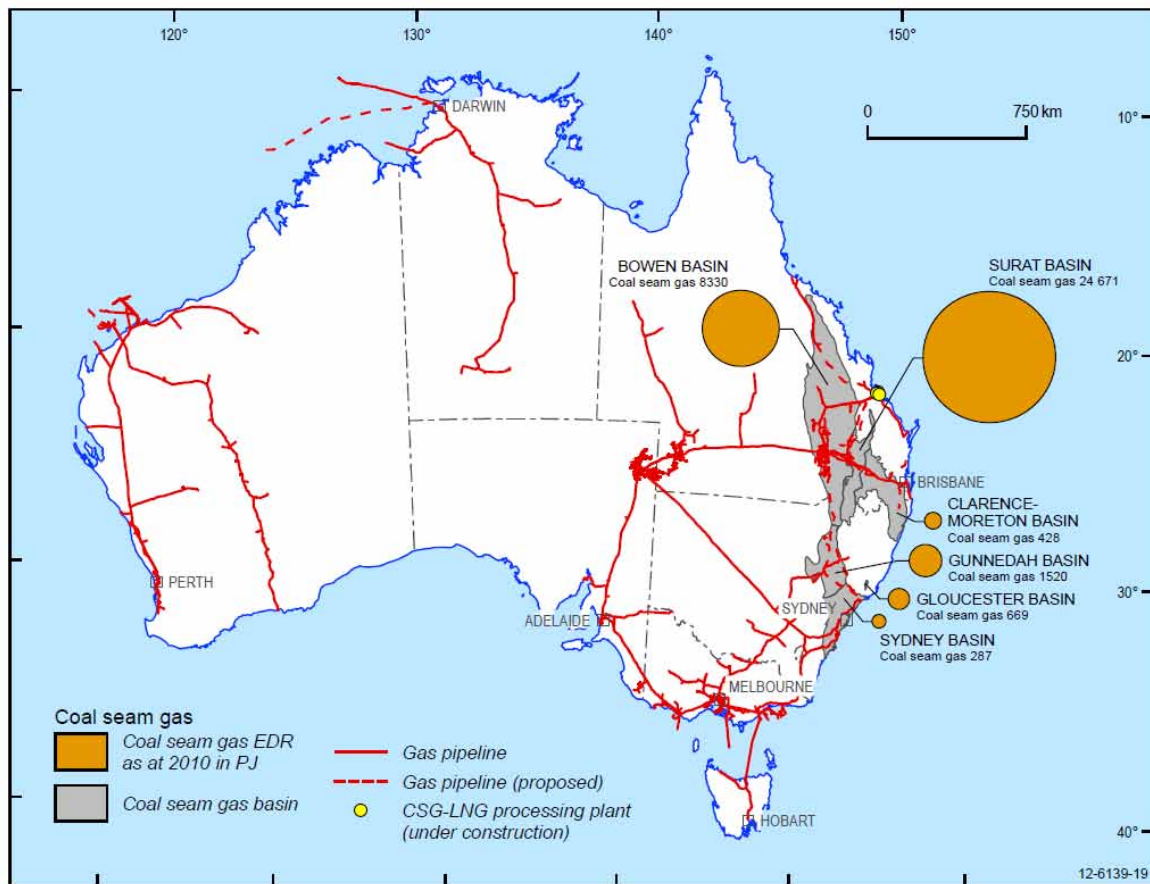 120°
130°
140°
150°
DARWIN
0
750 km
10°
BOWEN BASIN
Coal seam gas 8330
SURAT BASIN
Coal seam gas 24 671
20°
20°
BRISBANE
CLARENCE-
MORETON BASIN
Coal seam gas 428
GUNNEDAH BASIN
Coal seam gas 1520
PERTH
30°
ADELAIDE
SYDNEY
GLOUCESTER BASIN
Coal seam gas 669
SYDNEY BASIN
Coal seam gas 287
MELBOURNE
Coal seam gas
Coal seam gas EDR
as at 2010 in PJ
Coal seam gas basin
Gas pipeline
Gas pipeline (proposed)
CSG-LNG processing plant
(under construction)
HOBART
40°
12-6139-19